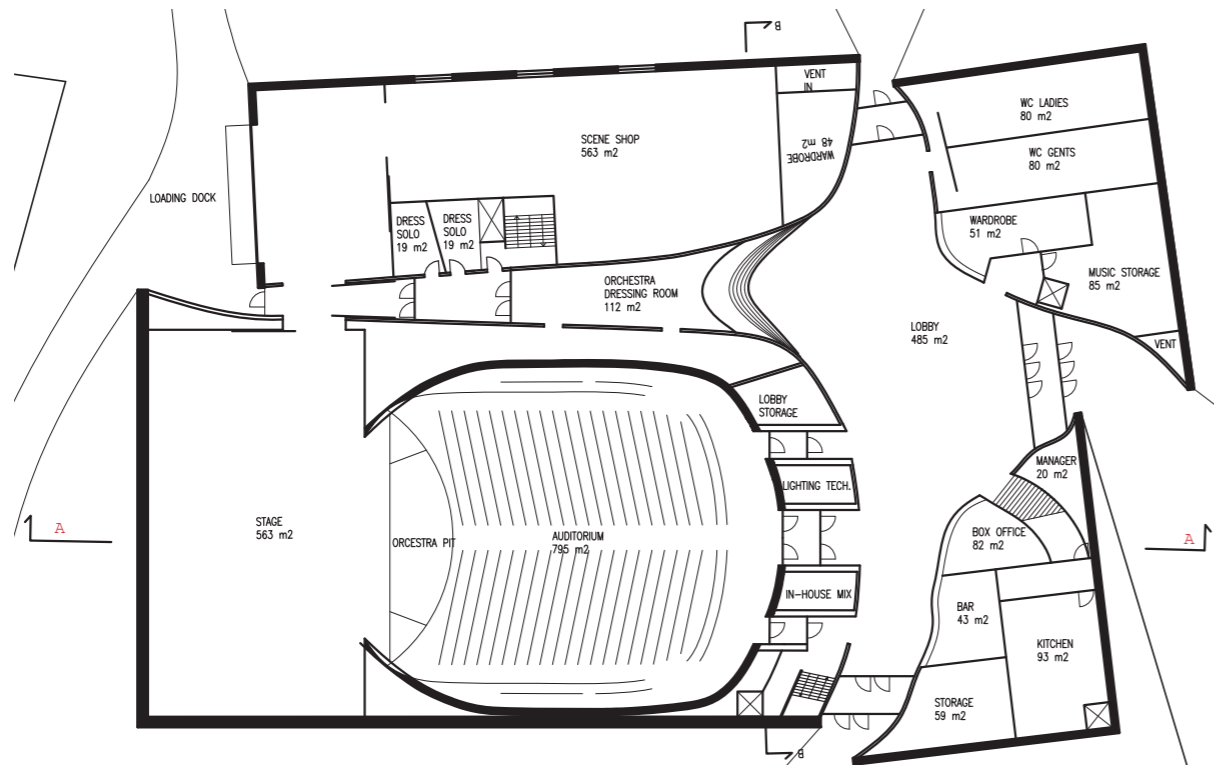 B
VENT
IN
WC LADIES
80 m2
SCENE SHOP
563 m2
WARDROBE
48 m2
WC GENTS
80 m2
LOADING DOCK
DRESS
SOLO
19 m2
DRESS
SOLO
19 m2
WARDROBE
51 m2
ORCHESTRA
DRESSING ROOM
112 m2
MUSIC STORAGE
85 m2
LOBBY
485 m2
VENT
LOBBY
STORAGE
MANAGER
20 m2
LIGHTING TECH.
A
STAGE
563 m2
ORCESTRA PIT
AUDITORIUM
795 m2
BOX OFFICE
82 m2
A
IN-HOUSE MIX
BAR
43 m2
KITCHEN
93 m2
STORAGE
59 m2
B